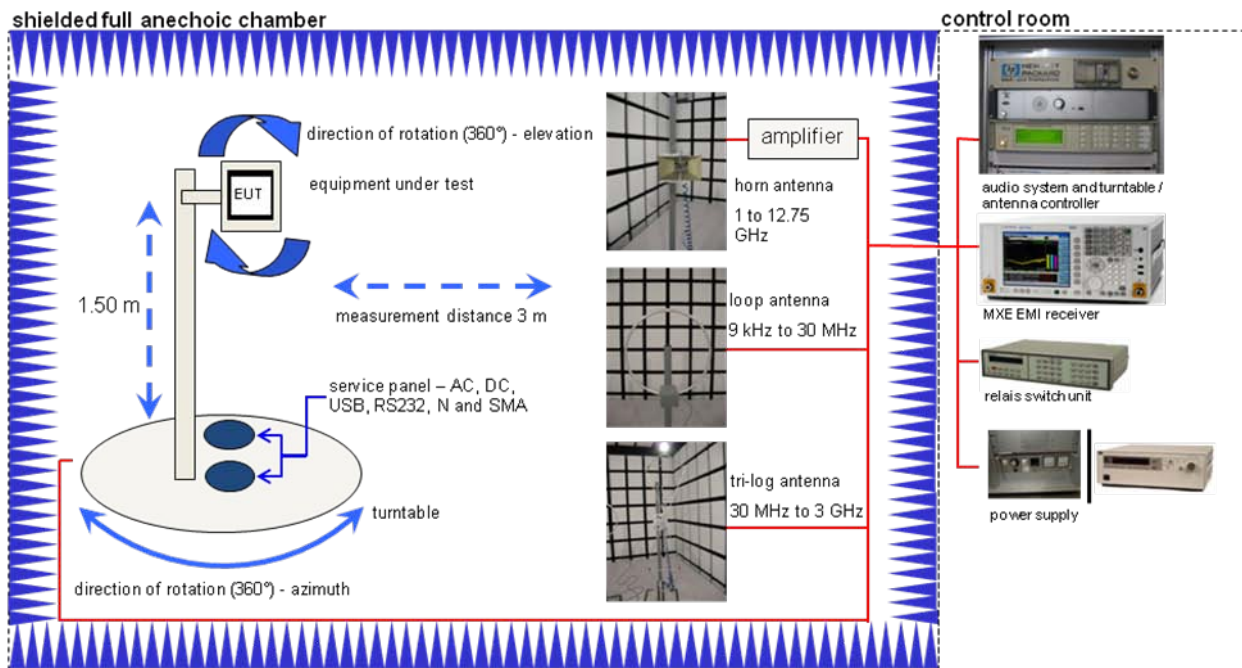 shielded full anechoic chamber
control room
direction of rotation (360°) - elevation
EUT
equipment under test
1.50 m
measurement distance 3 m
service panel – AC, DC,
USB, RS232, N and SMA
turntable
direction of rotation (360°) - azimuth
amplifier
horn antenna
1 to 12.75
GHz
loop antenna
9 kHz to 30 MHz
tri-log antenna
30 MHz to 3 GHz
HEWLETT
PACKARD
audio system and turntable /
antenna controller
MXE EMI receiver
relais switch unit
power supply